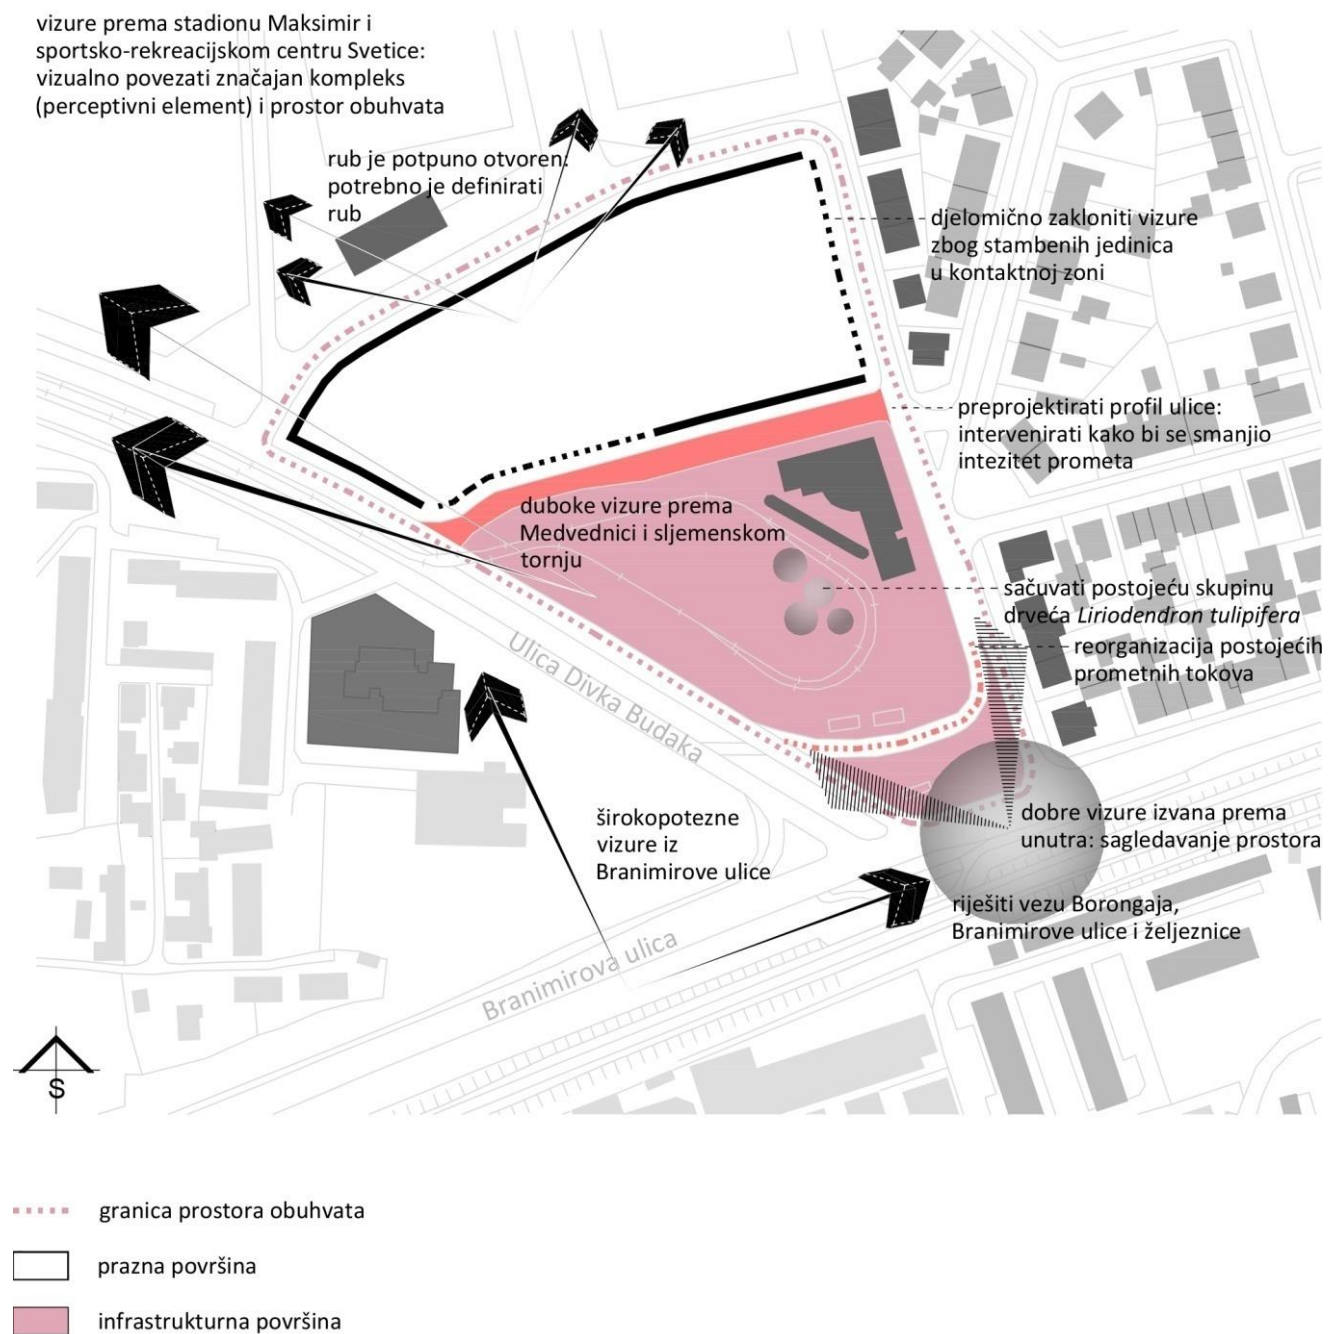 vizure prema stadionu Maksimir i
sportsko-rekreacijskom centru Svetice:
vizualno povezati značajan kompleks
(perceptivni element) i prostor obuhvata
rub je potpuno otvoren:
potrebno je definirati
rub
djelomično zakloniti vizure
zbog stambenih jedinica
u kontaktnoj zoni
preprojektirati profil ulice:
intervenirati kako bi se smanjio
intezitet prometa
duboke vizure prema
Medvednici i sljemenskom
tornju
sačuvati postojeću skupinu
drveća Liriodendron tulipifera
reorganizacija postojećih
prometnih tokova
Ulica Divka Budaka
širokopotezne
vizure iz
Branimirove ulice
dobre vizure izvana prema
unutra: sagledavanje prostora
riješiti vezu Borongaja,
Branimirove ulice i željeznice
Branimirova ulica
S
granica prostora obuhvata
prazna površina
infrastrukturna površina